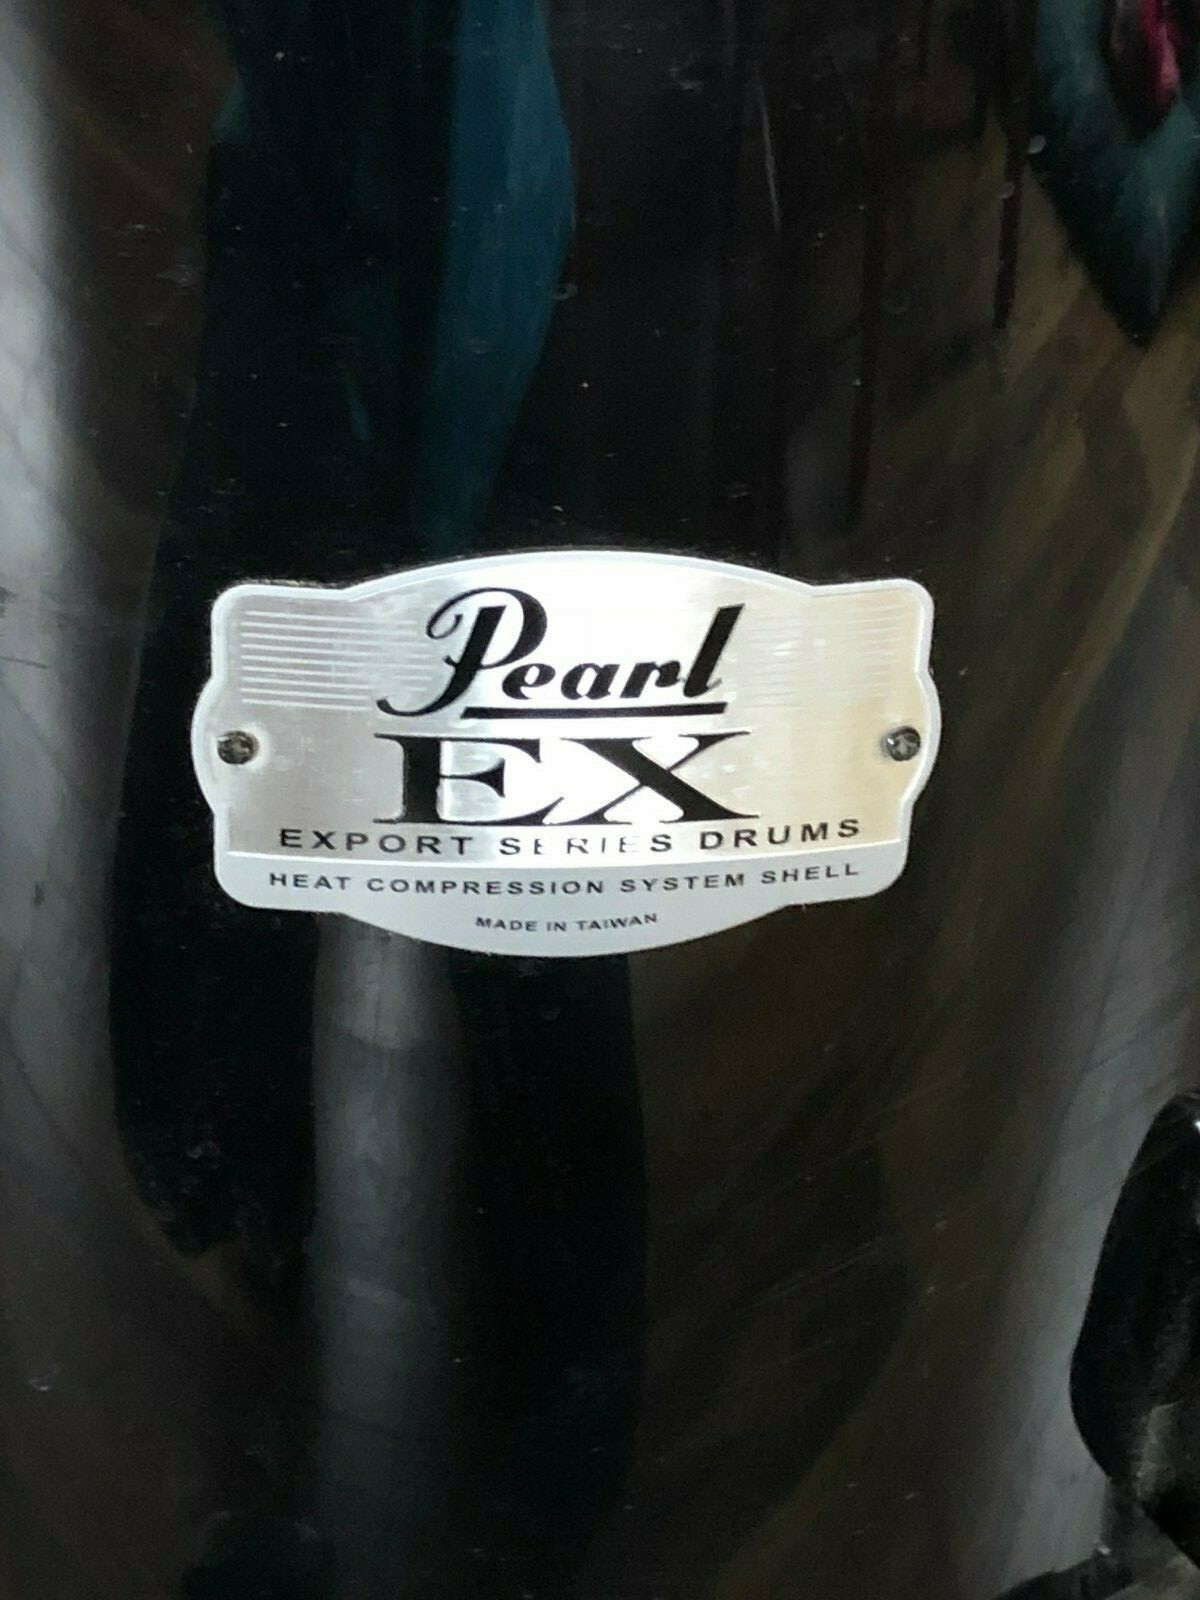 Pearl
EX
EXPORT SERIES DRUMS
HEAT COMPRESSION SYSTEM SHELL
MADE IN TAIWAN